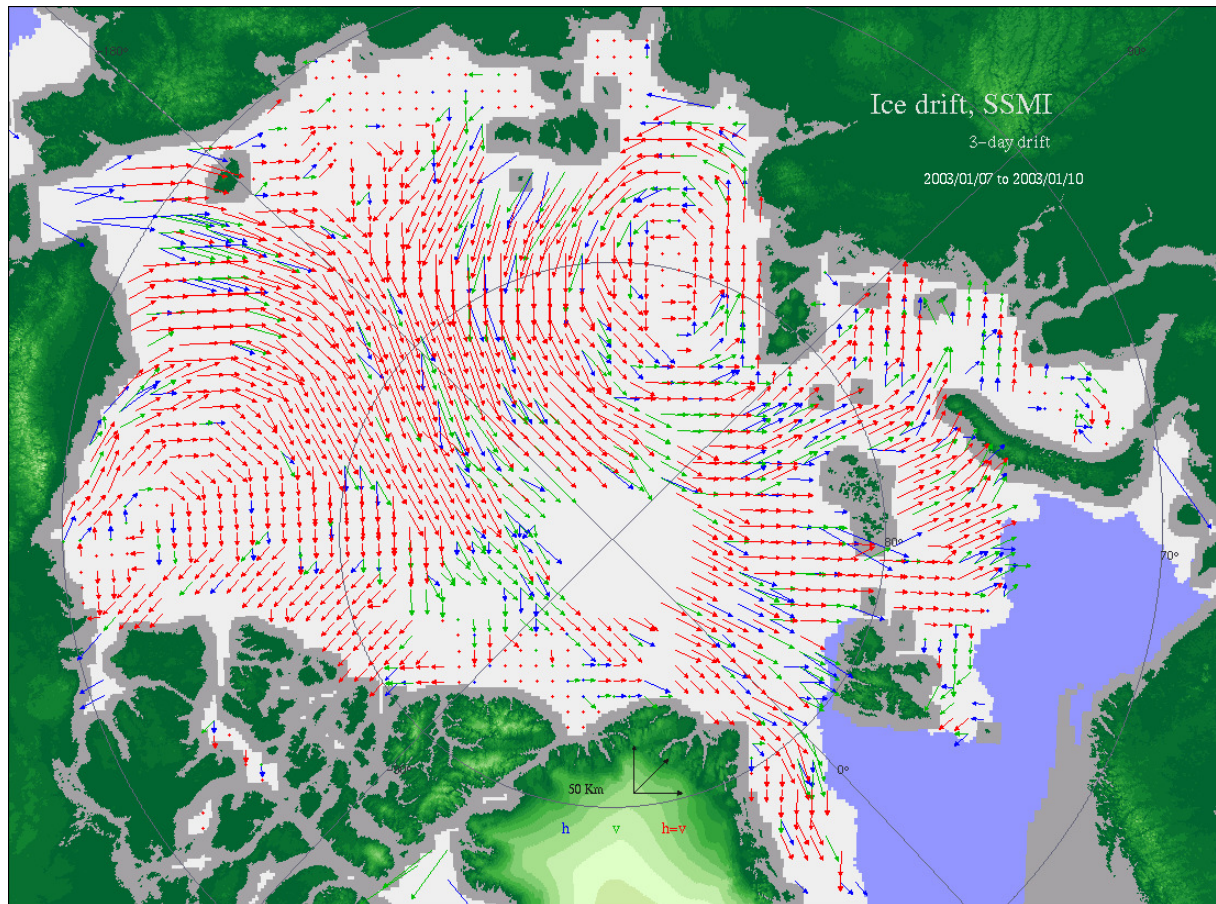 -180°
-90°
Ice drift, SSMI
3-day drift
2003/01/07 to 2003/01/10
80°
70°
0°
50 Km
h v h=v